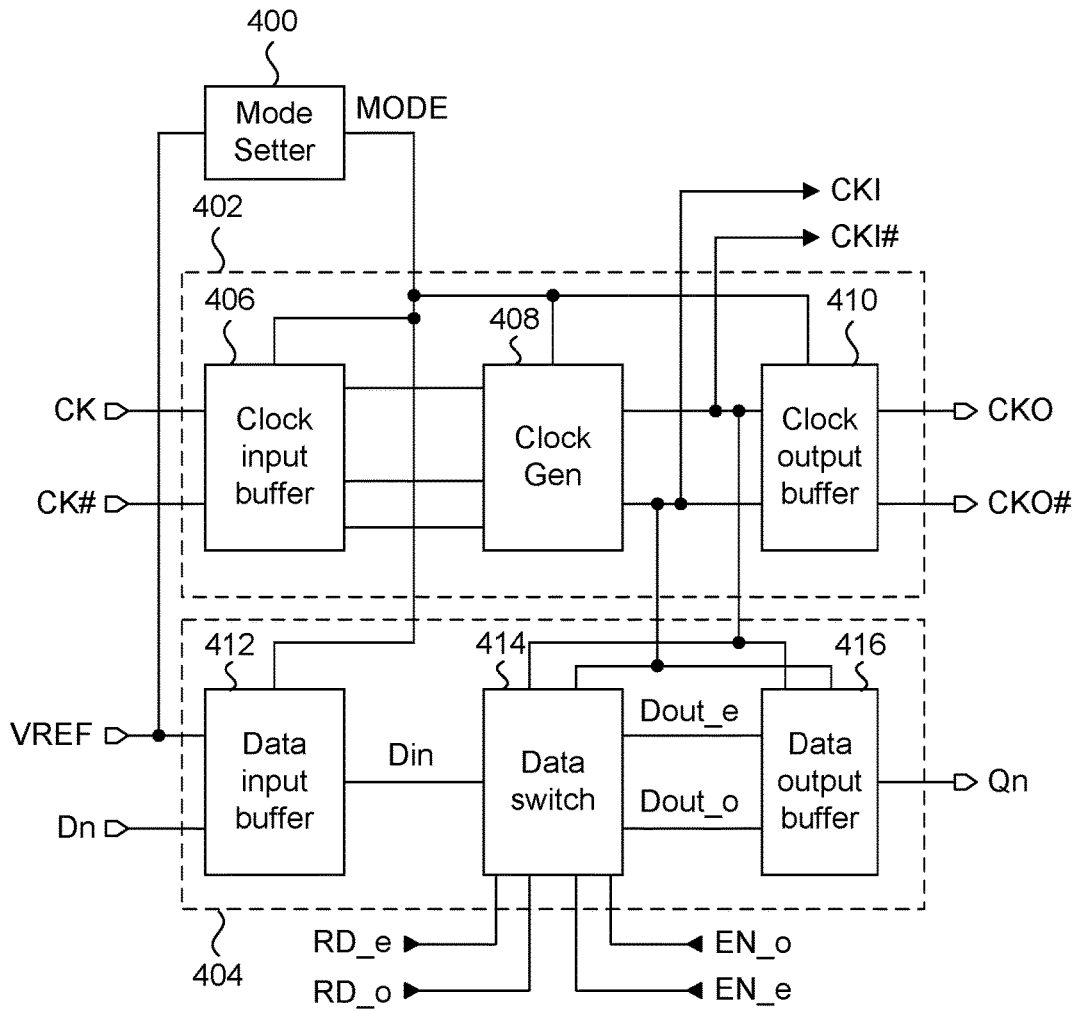 400
Mode
Setter
MODE
CKI
402
CKI#
406
408
410
CK
Clock
input
buffer
Clock
Gen
Clock
output
buffer
CKO
CK#
CKO#
412
414
416
VREF
Data
input
buffer
Din
Data
switch
Dout_e
Dout_o
Data
output
buffer
Qn
Dn
RD_e
EN_o
404
RD_o
EN_e